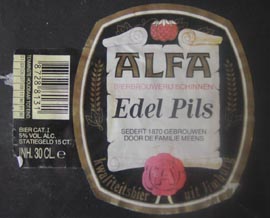 ALFA
BIERBROUWERIJ SCHINNEN
Edel Pils
SEDERT 1870 GEBROUWEN
DOOR DE FAMILIE MEENS
Kwaliteitsbier uit Limburg
BIER CAT. I
5% VOL. ALC.
STATIEGELD 15 CT.
INH. 30 CL. e